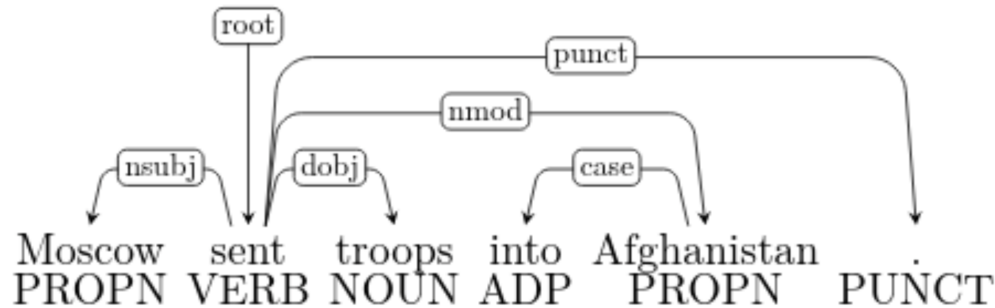 root
punct
nmod
nsubj dobj case
Moscow sent troops into Afghanistan .
PROPN VERB NOUN ADP PROPN PUNCT